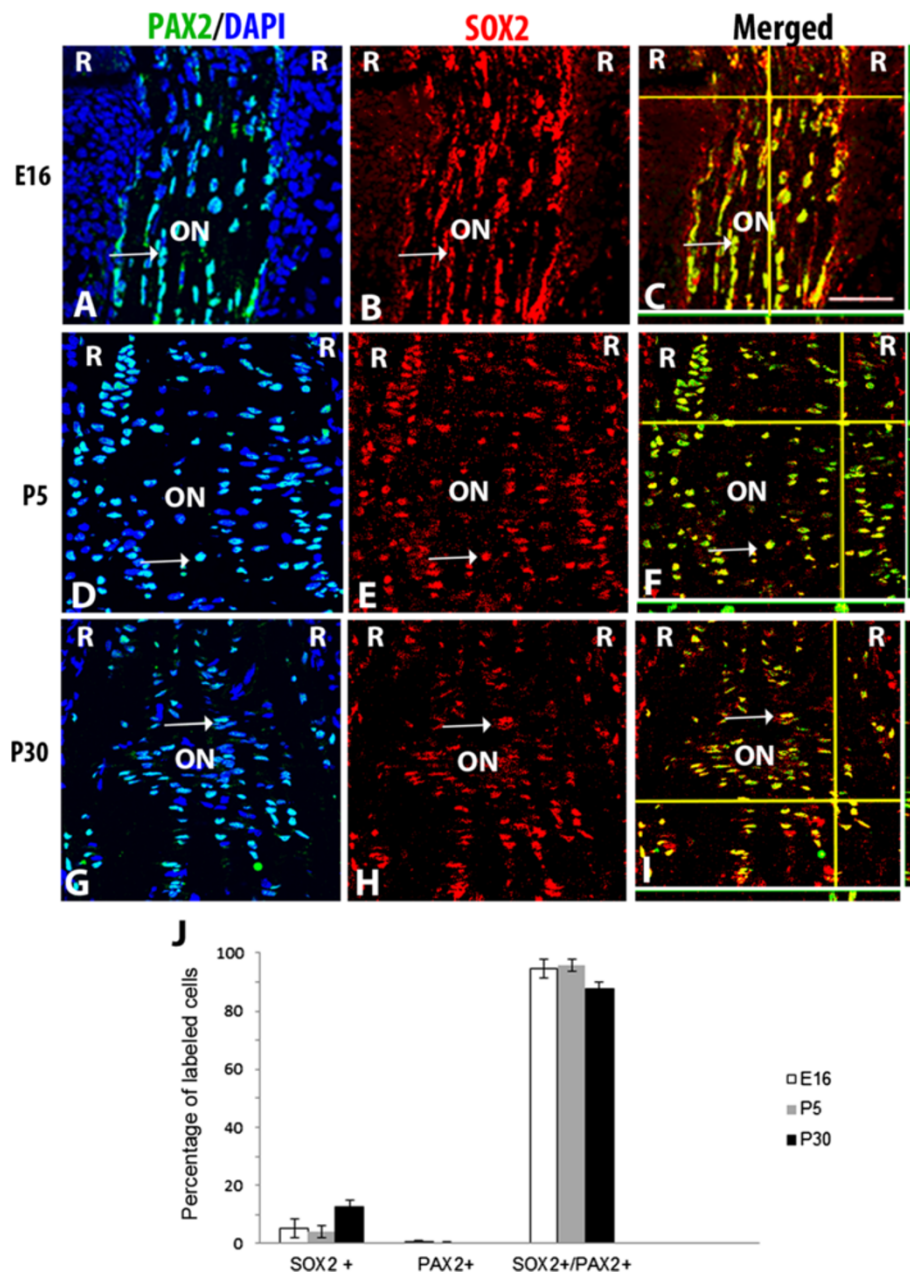 PAX2/DAPI SOX2 Merged
E16
R R R R R R
ON ON ON
A B C
P5
R R R R R R
ON ON ON
D E F
P30
R R R R R R
ON ON ON
G H I
J
Percentage of labeled cells
100
80
60
40
20
0
SOX2 + PAX2+ SOX2+/PAX2+
E16
P5
P30